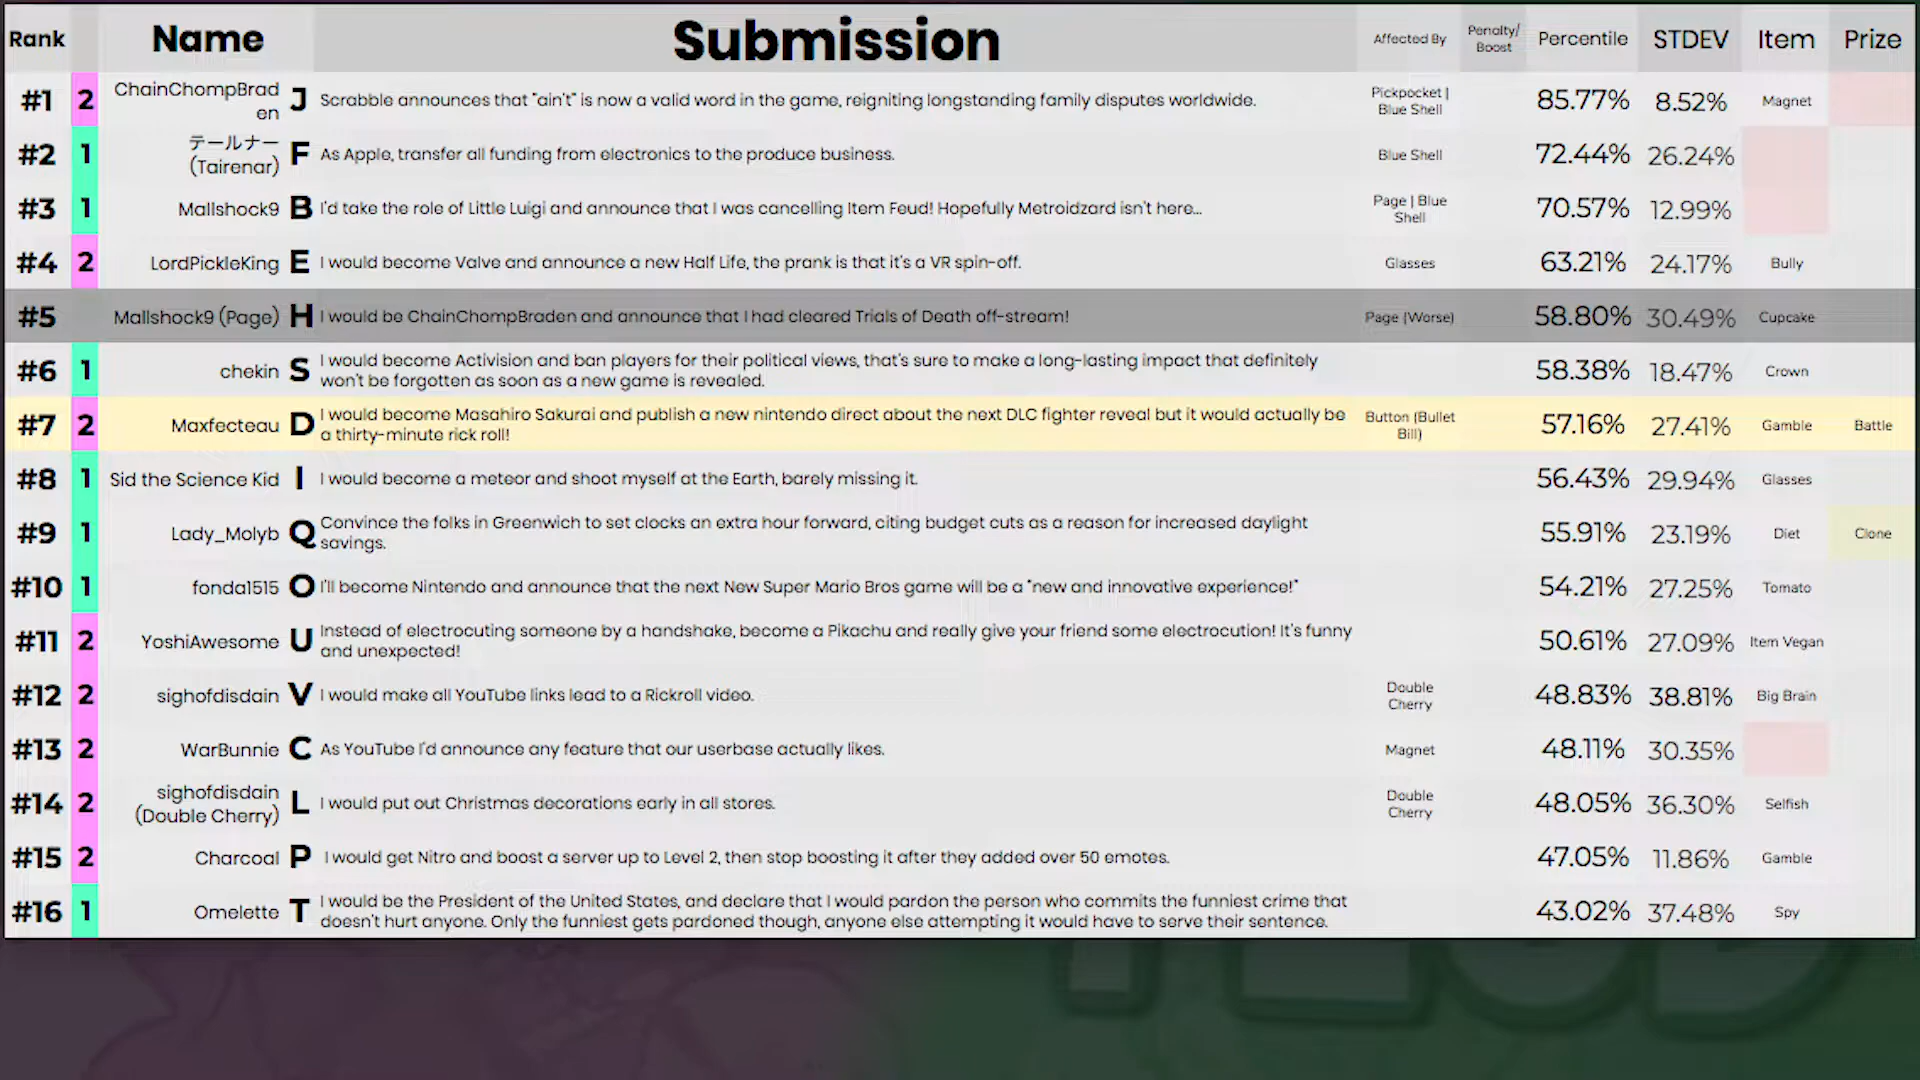 Rank Name Submission Affected By Penalty/ Boost Percentile STDEV Item Prize
#1 2 ChainChompBrad en J Scrabble announces that "ain't" is now a valid word in the game, reigniting longstanding family disputes worldwide. Pickpocket | Blue Shell 85.77% 8.52% Magnet
#2 1 テールナー (Tairenar) F As Apple, transfer all funding from electronics to the produce business. Blue Shell 72.44% 26.24%
#3 1 Mallshock9 B I'd take the role of Little Luigi and announce that I was cancelling Item Feud! Hopefully Metroidzard isn't here... Page | Blue Shell 70.57% 12.99%
#4 2 LordPickleKing E I would become Valve and announce a new Half Life, the prank is that it's a VR spin-off. Glasses 63.21% 24.17% Bully
#5 Mallshock9 (Page) H I would be ChainChompBraden and announce that I had cleared Trials of Death off-stream! Page (Worse) 58.80% 30.49% Cupcake
#6 1 chekin S I would become Activision and ban players for their political views, that's sure to make a long-lasting impact that definitely
won't be forgotten as soon as a new game is revealed. 58.38% 18.47% Crown
#7 2 Maxfecteau D I would become Masahiro Sakurai and publish a new nintendo direct about the next DLC fighter reveal but it would actually be
a thirty-minute rick roll! Button (Bullet Bill) 57.16% 27.41% Gamble Battle
#8 1 Sid the Science Kid I I would become a meteor and shoot myself at the Earth, barely missing it. 56.43% 29.94% Glasses
#9 1 Lady_Molyb Q Convince the folks in Greenwich to set clocks an extra hour forward, citing budget cuts as a reason for increased daylight
savings. 55.91% 23.19% Diet Clone
#10 1 fonda1515 O I'll become Nintendo and announce that the next New Super Mario Bros game will be a "new and innovative experience!" 54.21% 27.25% Tomato
#11 2 YoshiAwesome U Instead of electrocuting someone by a handshake, become a Pikachu and really give your friend some electrocution! It's funny
and unexpected! 50.61% 27.09% Item Vegan
#12 2 sighofdisdain V I would make all YouTube links lead to a Rickroll video. Double Cherry 48.83% 38.81% Big Brain
#13 2 WarBunnie C As YouTube I'd announce any feature that our userbase actually likes. Magnet 48.11% 30.35%
#14 2 sighofdisdain (Double Cherry) L I would put out Christmas decorations early in all stores. Double Cherry 48.05% 36.30% Selfish
#15 2 Charcoal P I would get Nitro and boost a server up to Level 2, then stop boosting it after they added over 50 emotes. 47.05% 11.86% Gamble
#16 1 Omelette T I would be the President of the United States, and declare that I would pardon the person who commits the funniest crime that
doesn't hurt anyone. Only the funniest gets pardoned though, anyone else attempting it would have to serve their sentence. 43.02% 37.48% Spy